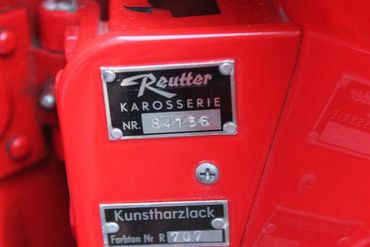 Reutter
KAROSSERIE
NR. 84136
Kunstharzlack
Farbton Nr R 707